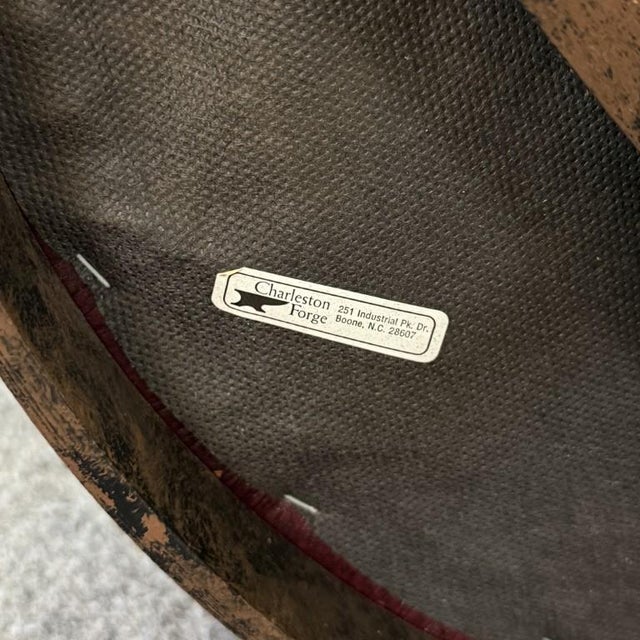 Charleston
Forge
251 Industrial Pk. Dr.
Boone, N.C. 28607